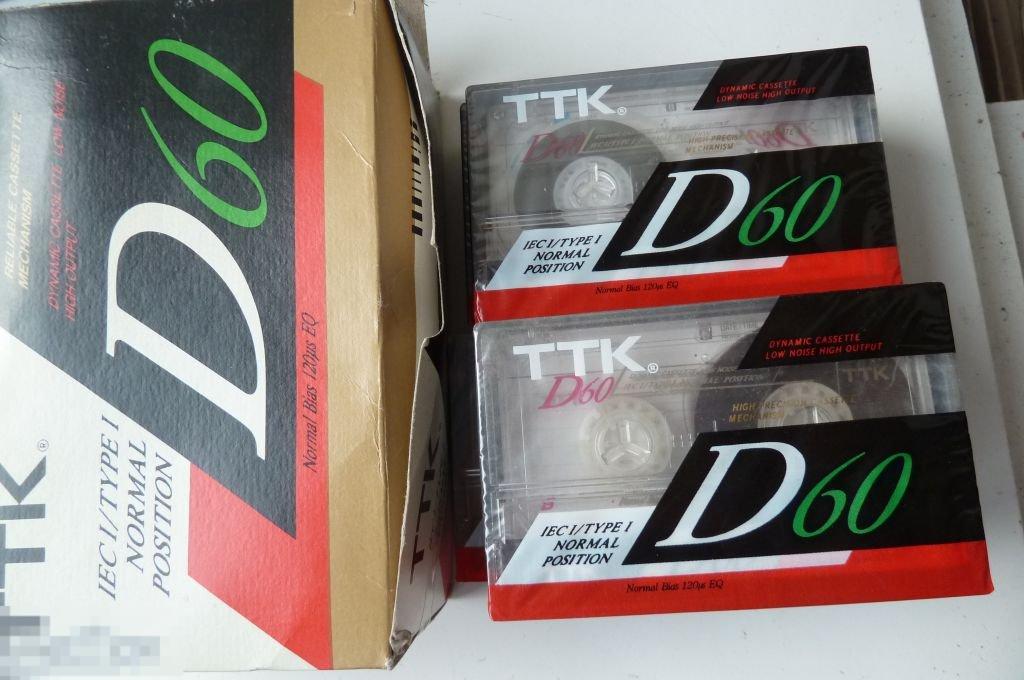 D60
RELIABLE CASSETTE
MECHANISM
DYNAMIC CASSETTE LOW NOISE
HIGH OUTPUT
TTK®
IEC I/TYPE I
NORMAL
POSITION
Normal Bias 120µs EQ
TTK
TTK®
DYNAMIC CASSETTE
LOW NOISE HIGH OUTPUT
D60
HIGH PRECISION
MECHANISM
D60
IEC I/TYPE I
NORMAL
POSITION
Normal Bias 120µs EQ
TTK®
DYNAMIC CASSETTE
LOW NOISE HIGH OUTPUT
D60
TTK
HIGH PRECISION CASSETTE
MECHANISM
D60
B
IEC I/TYPE I
NORMAL
POSITION
Normal Bias 120µs EQ